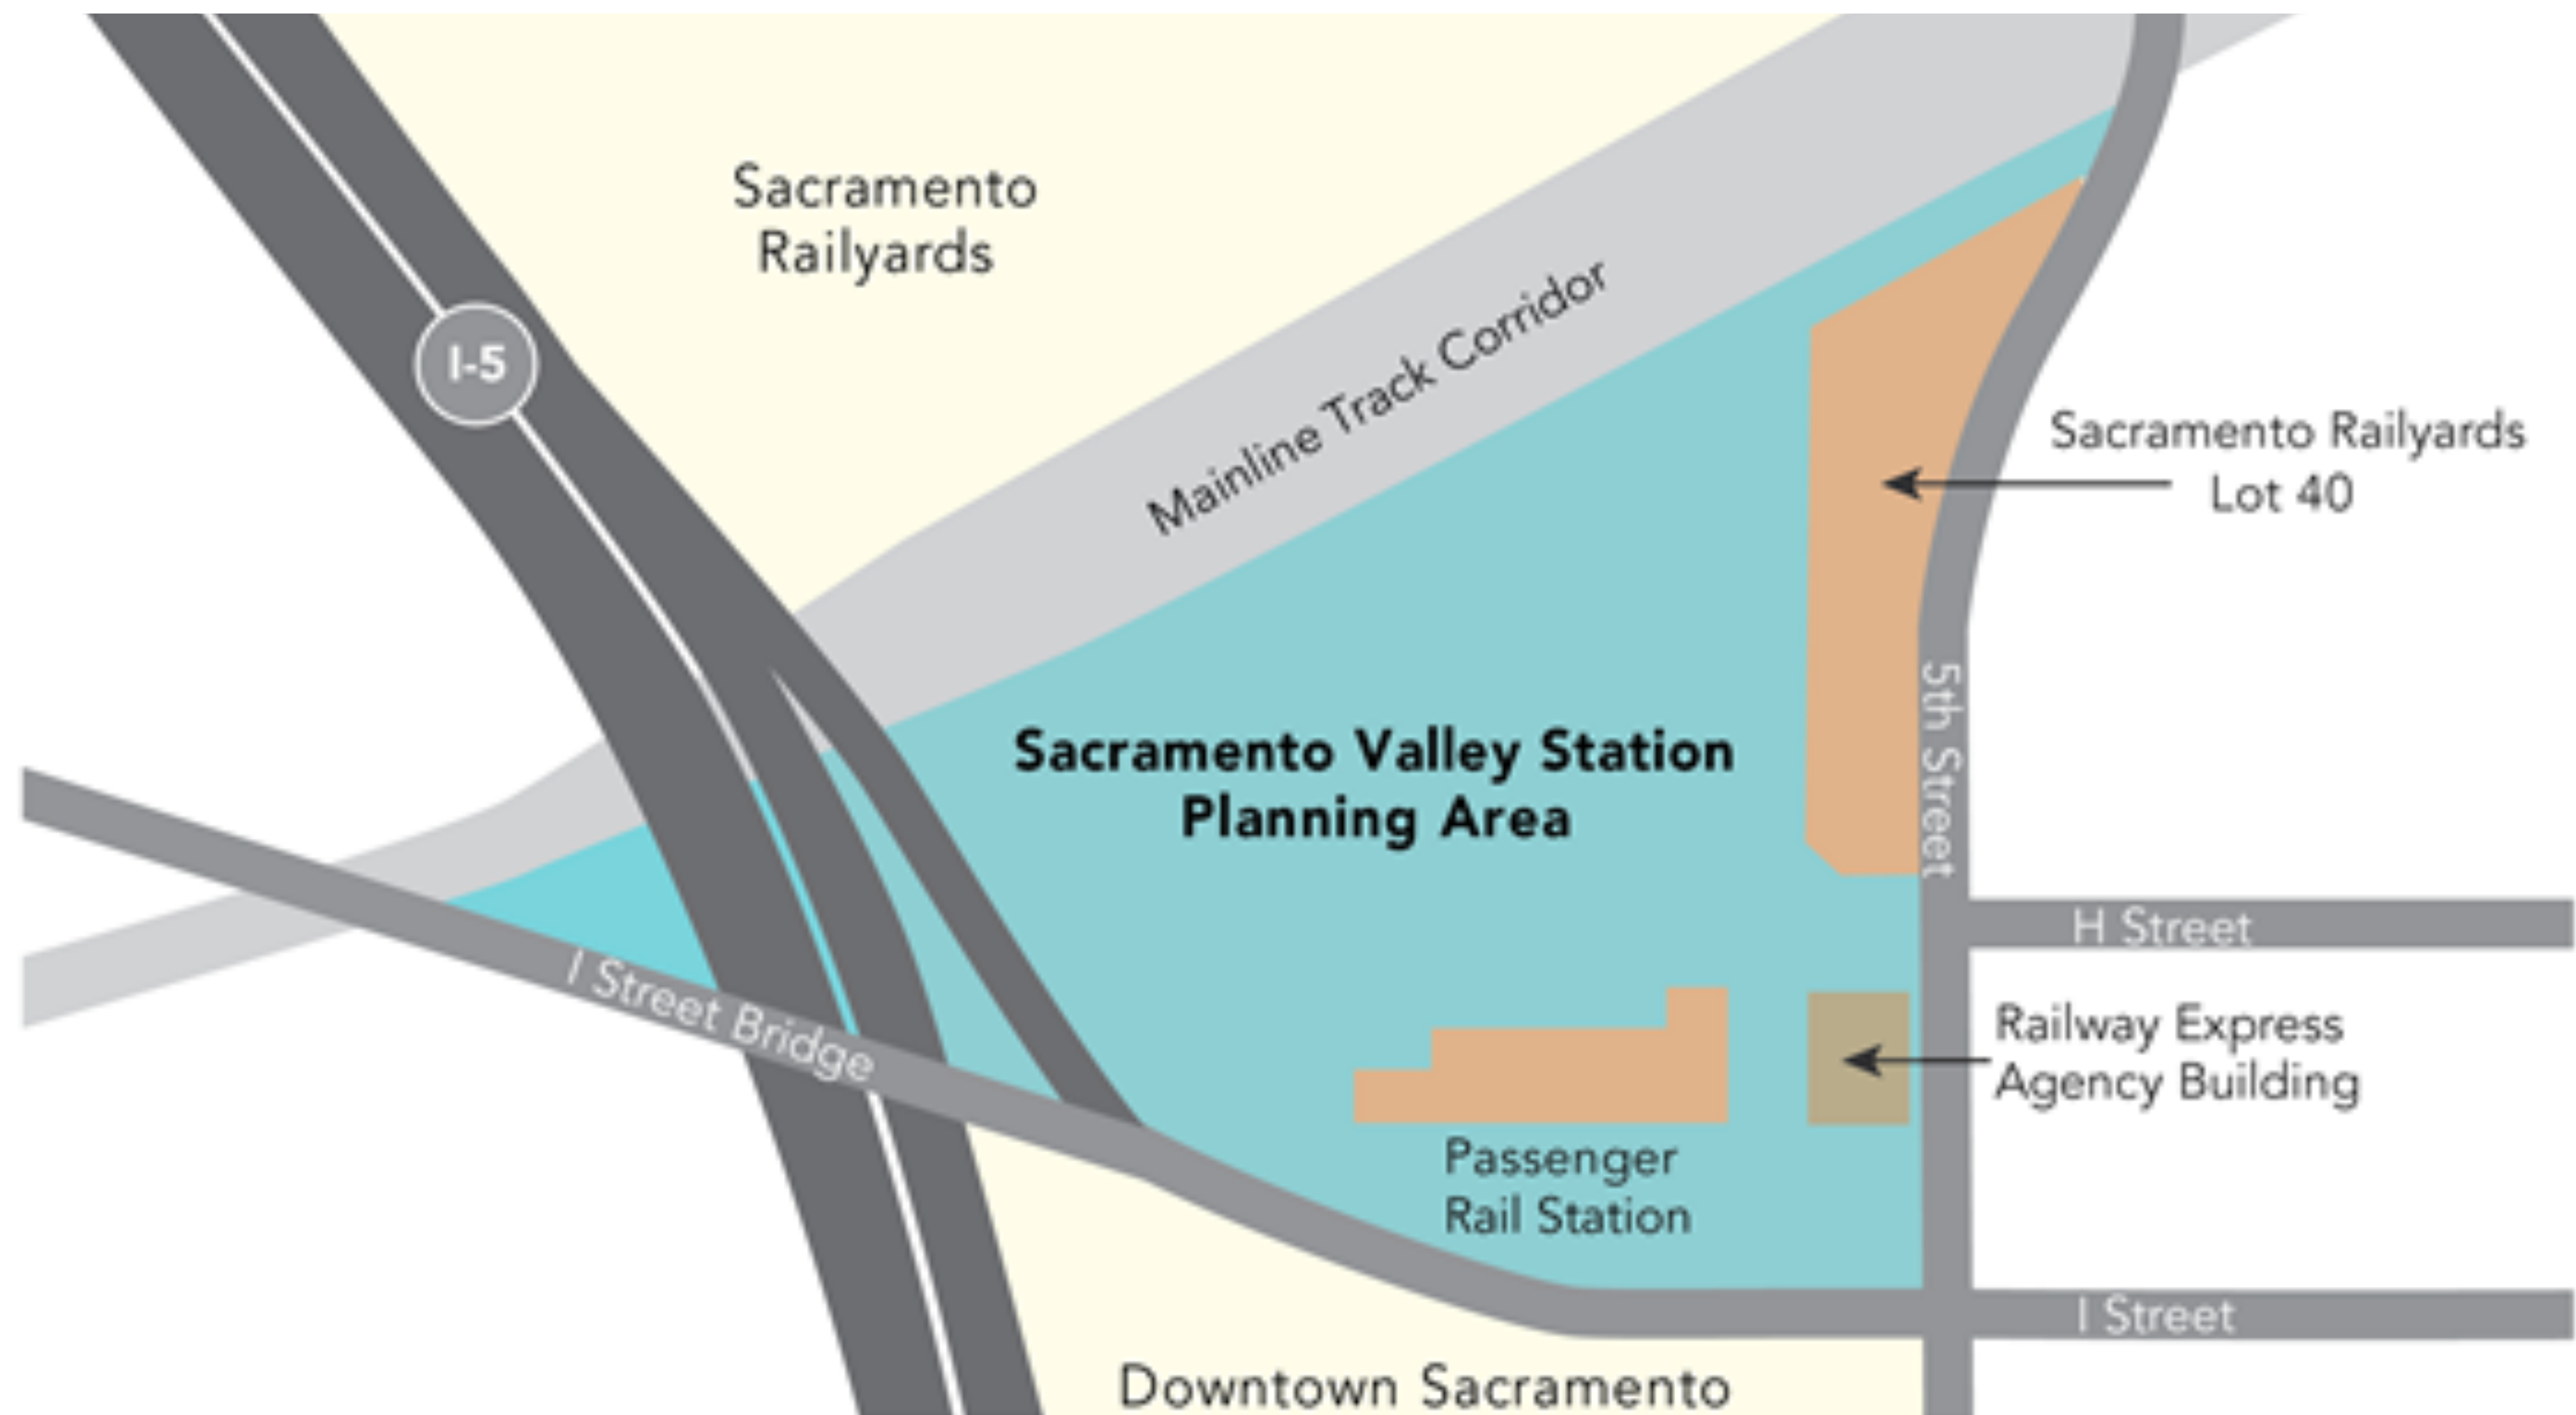 Sacramento
Railyards
I-5
Mainline Track Corridor
Sacramento Railyards
Lot 40
Sacramento Valley Station
Planning Area
5th Street
H Street
I Street Bridge
Railway Express
Agency Building
Passenger
Rail Station
I Street
Downtown Sacramento